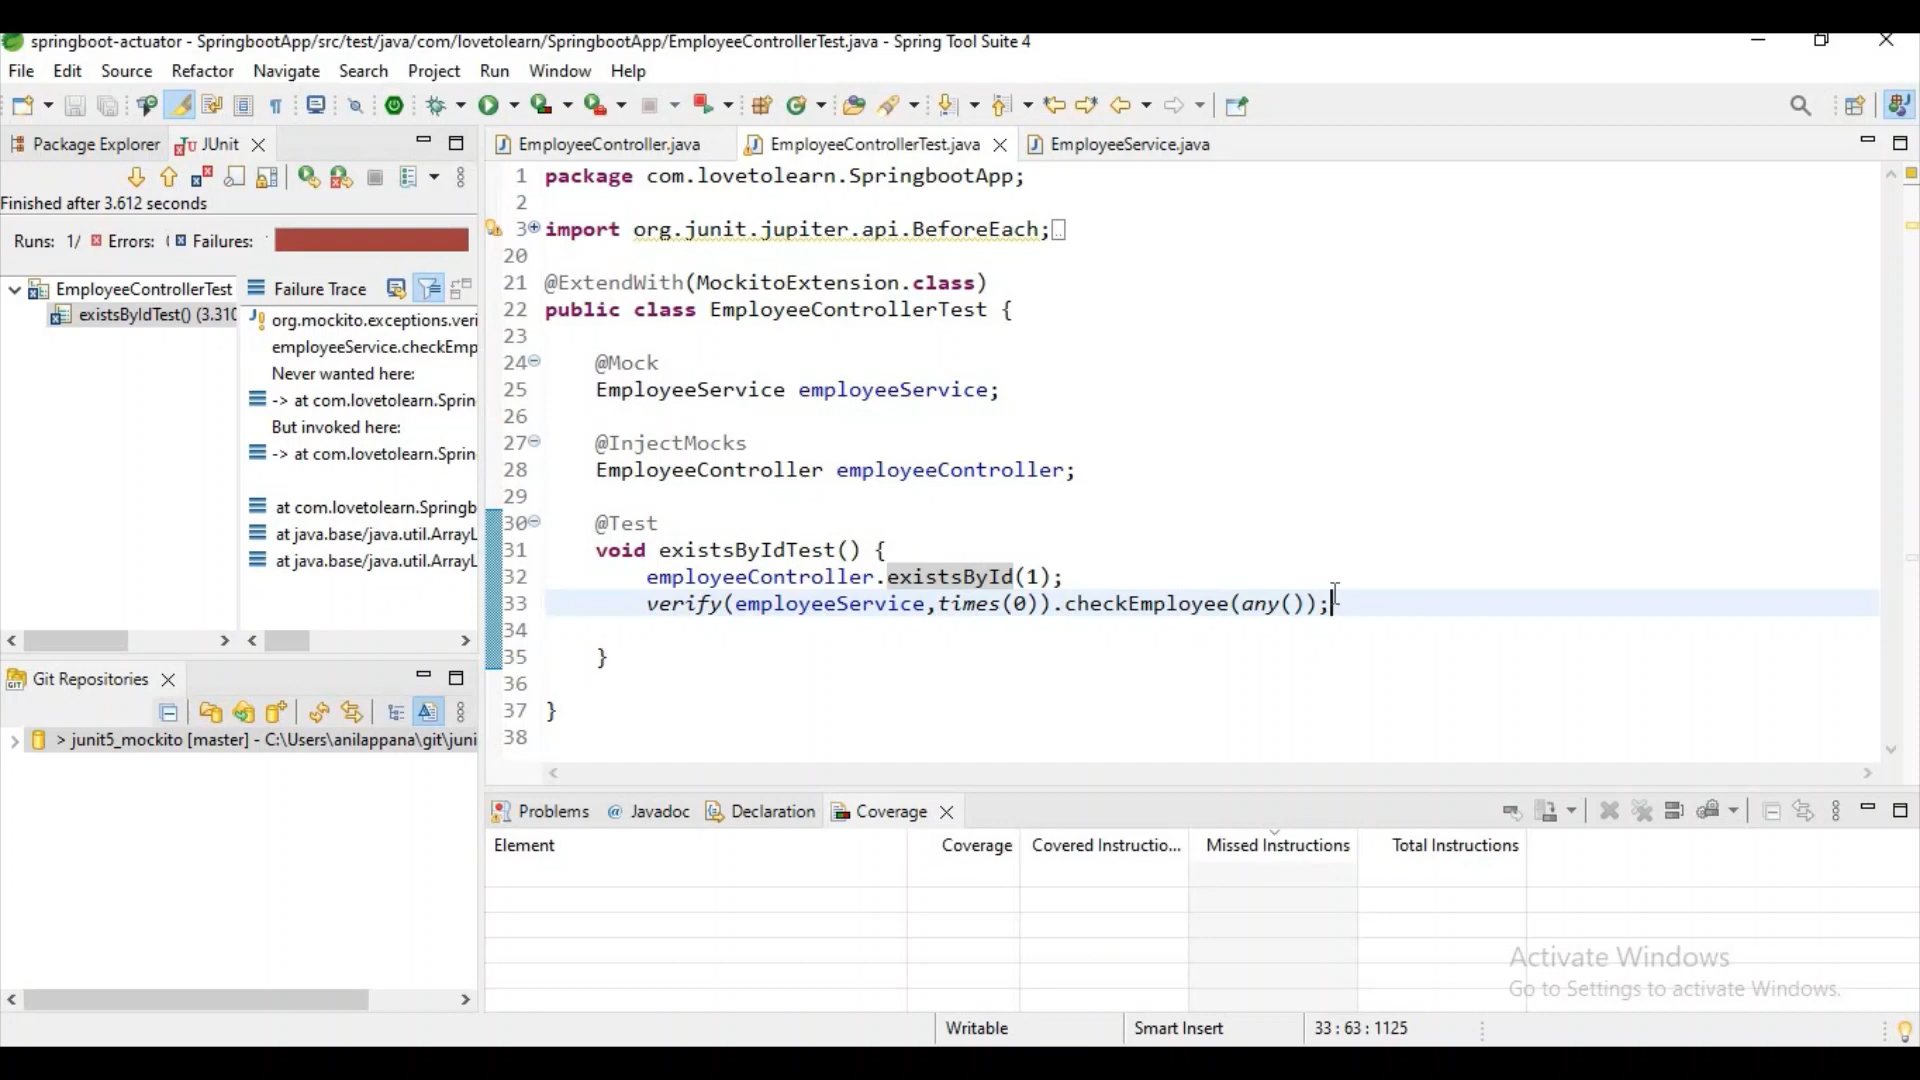 springboot-actuator - SpringbootApp/src/test/java/com/lovetolearn/SpringbootApp/EmployeeControllerTest.java - Spring Tool Suite 4
File Edit Source Refactor Navigate Search Project Run Window Help
Package Explorer JUnit
Finished after 3.612 seconds
Runs: 1/ Errors: Failures:
EmployeeControllerTest
existsByIdTest() (3.310
Failure Trace
org.mockito.exceptions.veri
employeeService.checkEmp
Never wanted here:
-> at com.lovetolearn.Sprin
But invoked here:
-> at com.lovetolearn.Sprin
at com.lovetolearn.Springb
at java.base/java.util.ArrayL
at java.base/java.util.ArrayL
Git Repositories
> junit5_mockito [master] - C:\Users\anilappana\git\juni
EmployeeController.java EmployeeControllerTest.java EmployeeService.java
1 package com.lovetolearn.SpringbootApp;
2
3 import org.junit.jupiter.api.BeforeEach;
20
21 @ExtendWith(MockitoExtension.class)
22 public class EmployeeControllerTest {
23
24 @Mock
25 EmployeeService employeeService;
26
27 @InjectMocks
28 EmployeeController employeeController;
29
30 @Test
31 void existsByIdTest() {
32 employeeController.existsById(1);
33 verify(employeeService,times(0)).checkEmployee(any());
34
35 }
36
37 }
38
Problems @ Javadoc Declaration Coverage
Element Coverage Covered Instructio... Missed Instructions Total Instructions
Activate Windows
Go to Settings to activate Windows.
Writable Smart Insert 33 : 63 : 1125